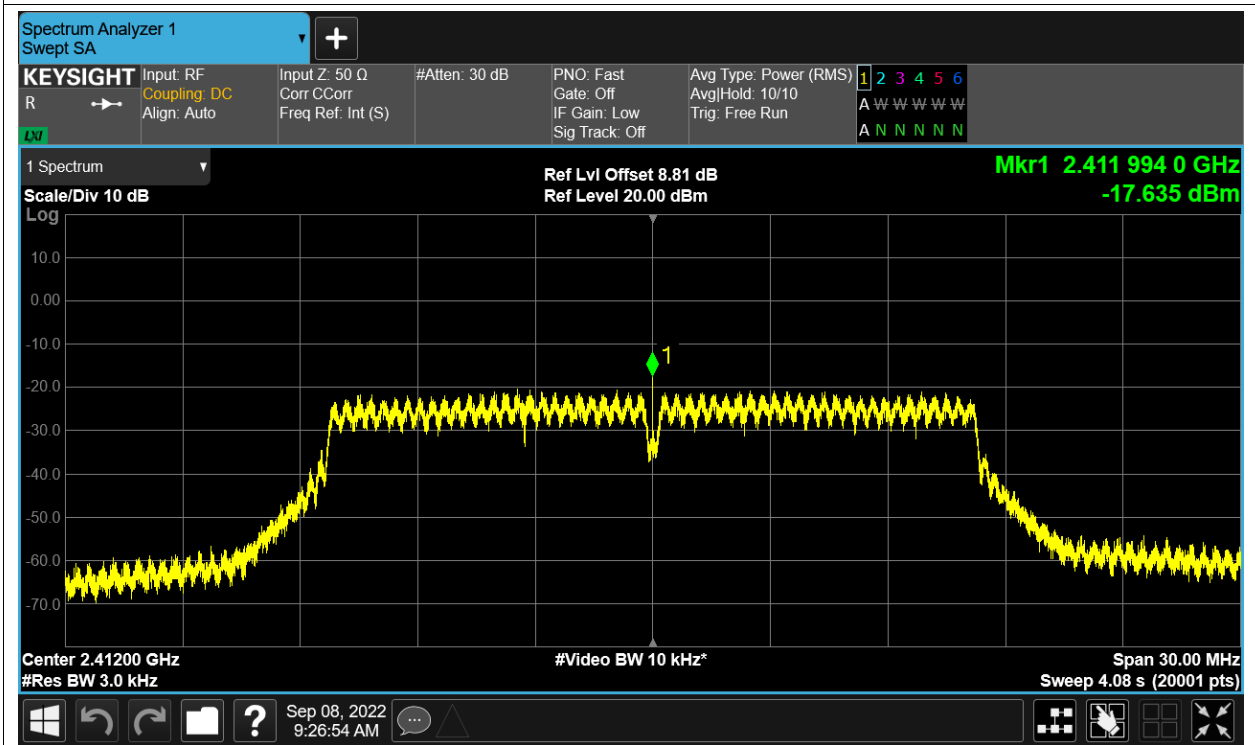 Spectrum Analyzer 1
Swept SA
+
KEYSIGHT Input: RF Input Z: 50 Ω #Atten: 30 dB PNO: Fast Avg Type: Power (RMS) 1 2 3 4 5 6
R Coupling: DC Corr CCorr Gate: Off Avg|Hold: 10/10 A W W W W W
Align: Auto Freq Ref: Int (S) IF Gain: Low Trig: Free Run
LXI Sig Track: Off A N N N N N
1 Spectrum Ref Lvl Offset 8.81 dB Mkr1 2.411 994 0 GHz
Scale/Div 10 dB Ref Level 20.00 dBm -17.635 dBm
Log
10.0
0.00
-10.0
1
-20.0
-30.0
-40.0
-50.0
-60.0
-70.0
Center 2.41200 GHz #Video BW 10 kHz* Span 30.00 MHz
#Res BW 3.0 kHz Sweep 4.08 s (20001 pts)
? Sep 08, 2022
9:26:54 AM